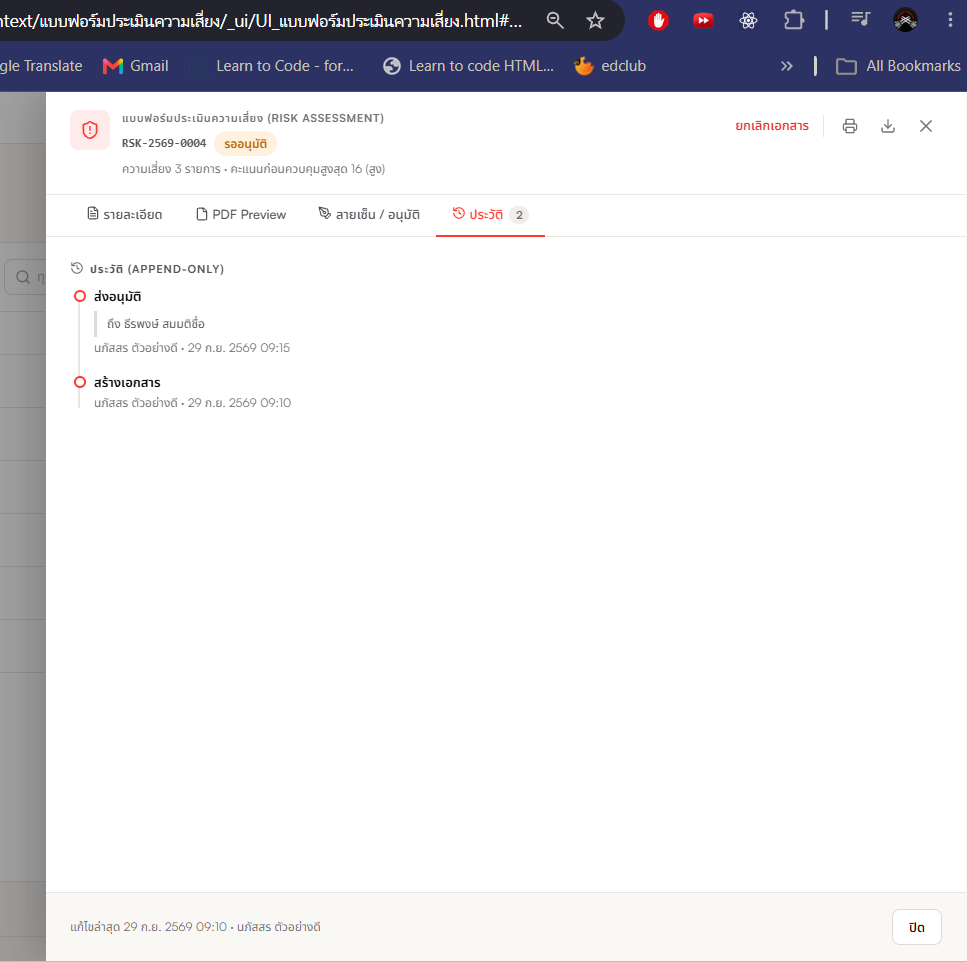 ntext/แบบฟอร์มประเมินความเสี่ยง/_ui/UI_แบบฟอร์มประเมินความเสี่ยง.html#...
gle Translate Gmail Learn to Code - for... Learn to code HTML... edclub » All Bookmarks
แบบฟอร์มประเมินความเสี่ยง (RISK ASSESSMENT)
ยกเลิกเอกสาร
RSK-2569-0004 รออนุมัติ
ความเสี่ยง 3 รายการ • คะแนนก่อนควบคุมสูงสุด 16 (สูง)
รายละเอียด PDF Preview ลายเซ็น / อนุมัติ ประวัติ 2
ประวัติ (APPEND-ONLY)
ส่งอนุมัติ
ถึง ธีรพงษ์ สมมติชื่อ
นภัสสร ตัวอย่างดี • 29 ก.ย. 2569 09:15
สร้างเอกสาร
นภัสสร ตัวอย่างดี • 29 ก.ย. 2569 09:10
แก้ไขล่าสุด 29 ก.ย. 2569 09:10 • นภัสสร ตัวอย่างดี
ปิด